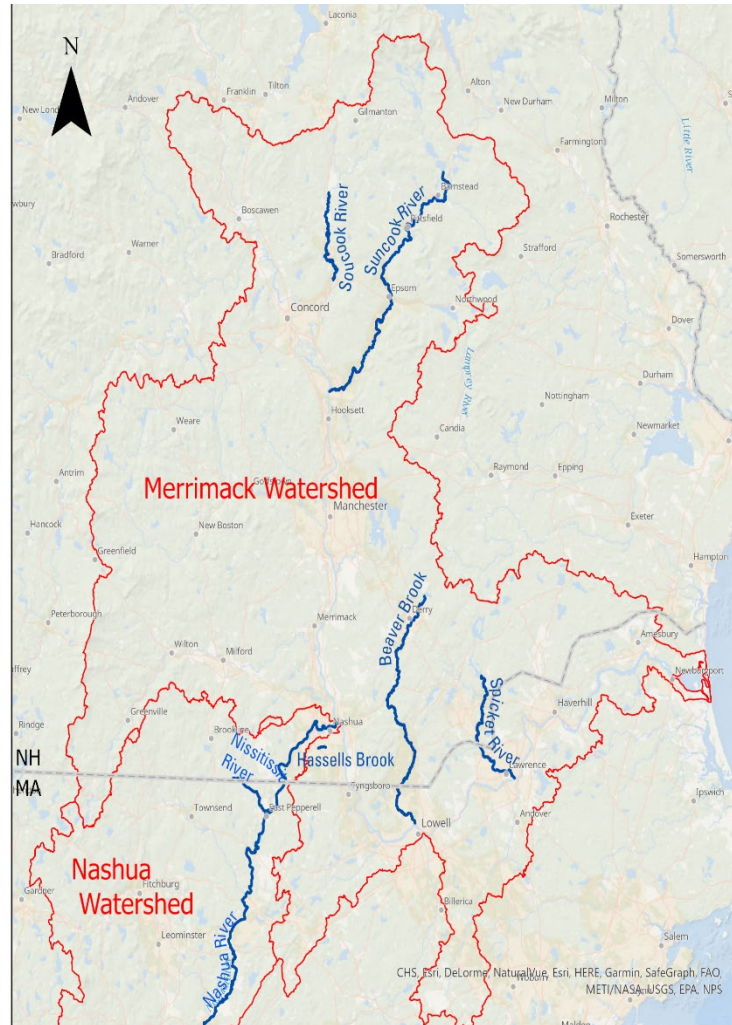 Laconia
N
Andover
Franklin
Tilton
Alton
Milton
New Durham
Gilmanton
Farmington
Little River
Barnstead
Soucook River
Suncook River
Rochester
Boscawen
Pittsfield
Warner
Bradford
Strafford
Somersworth
Epsom
Concord
Northwood
Dover
Lamprey River
Durham
Hooksett
Nottingham
Weare
Candia
Newmarket
Raymond
Epping
Antrim
Merrimack Watershed
Manchester
Hancock
New Boston
Exeter
Greenfield
Hampton
Beaver Brook
Peterborough
Derry
Merrimack
Amesbury
Wilton
Milford
Spicket River
Newburyport
Haverhill
Greenville
Rindge
Nashua
Nissitissi River
Hassells Brook
NH
MA
Lawrence
Tyngsboro
Ipswich
Townsend
East Pepperell
Andover
Lowell
Nashua
Watershed
Gardner
Fitchburg
Billerica
Leominster
Nashua River
Salem
CHS, Esri, DeLorme, NaturalVue, Esri, HERE, Garmin, SafeGraph, FAO,
METI/NASA, USGS, EPA, NPS
Woburn
Malden